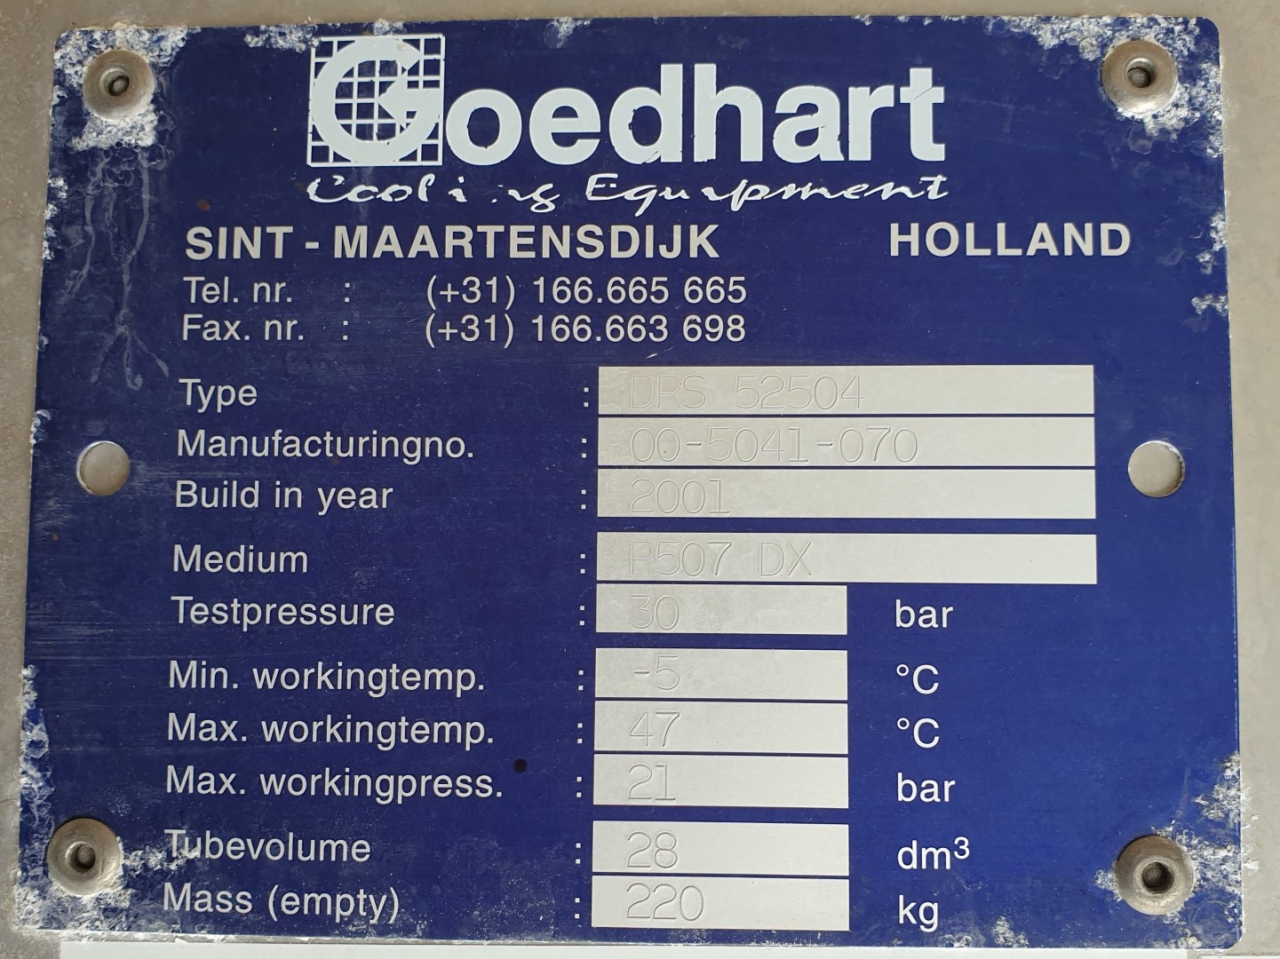 Goedhart
Cooling Equipment
SINT - MAARTENSDIJK HOLLAND
Tel. nr. : (+31) 166.665 665
Fax. nr. : (+31) 166.663 698
Type : DRS 52504
Manufacturingno. : 00-5041-070
Build in year : 2001
Medium : R507 DX
Testpressure : 30 bar
Min. workingtemp. : -5 °C
Max. workingtemp. : 47 °C
Max. workingpress. : 21 bar
Tubevolume : 28 dm³
Mass (empty) : 220 kg